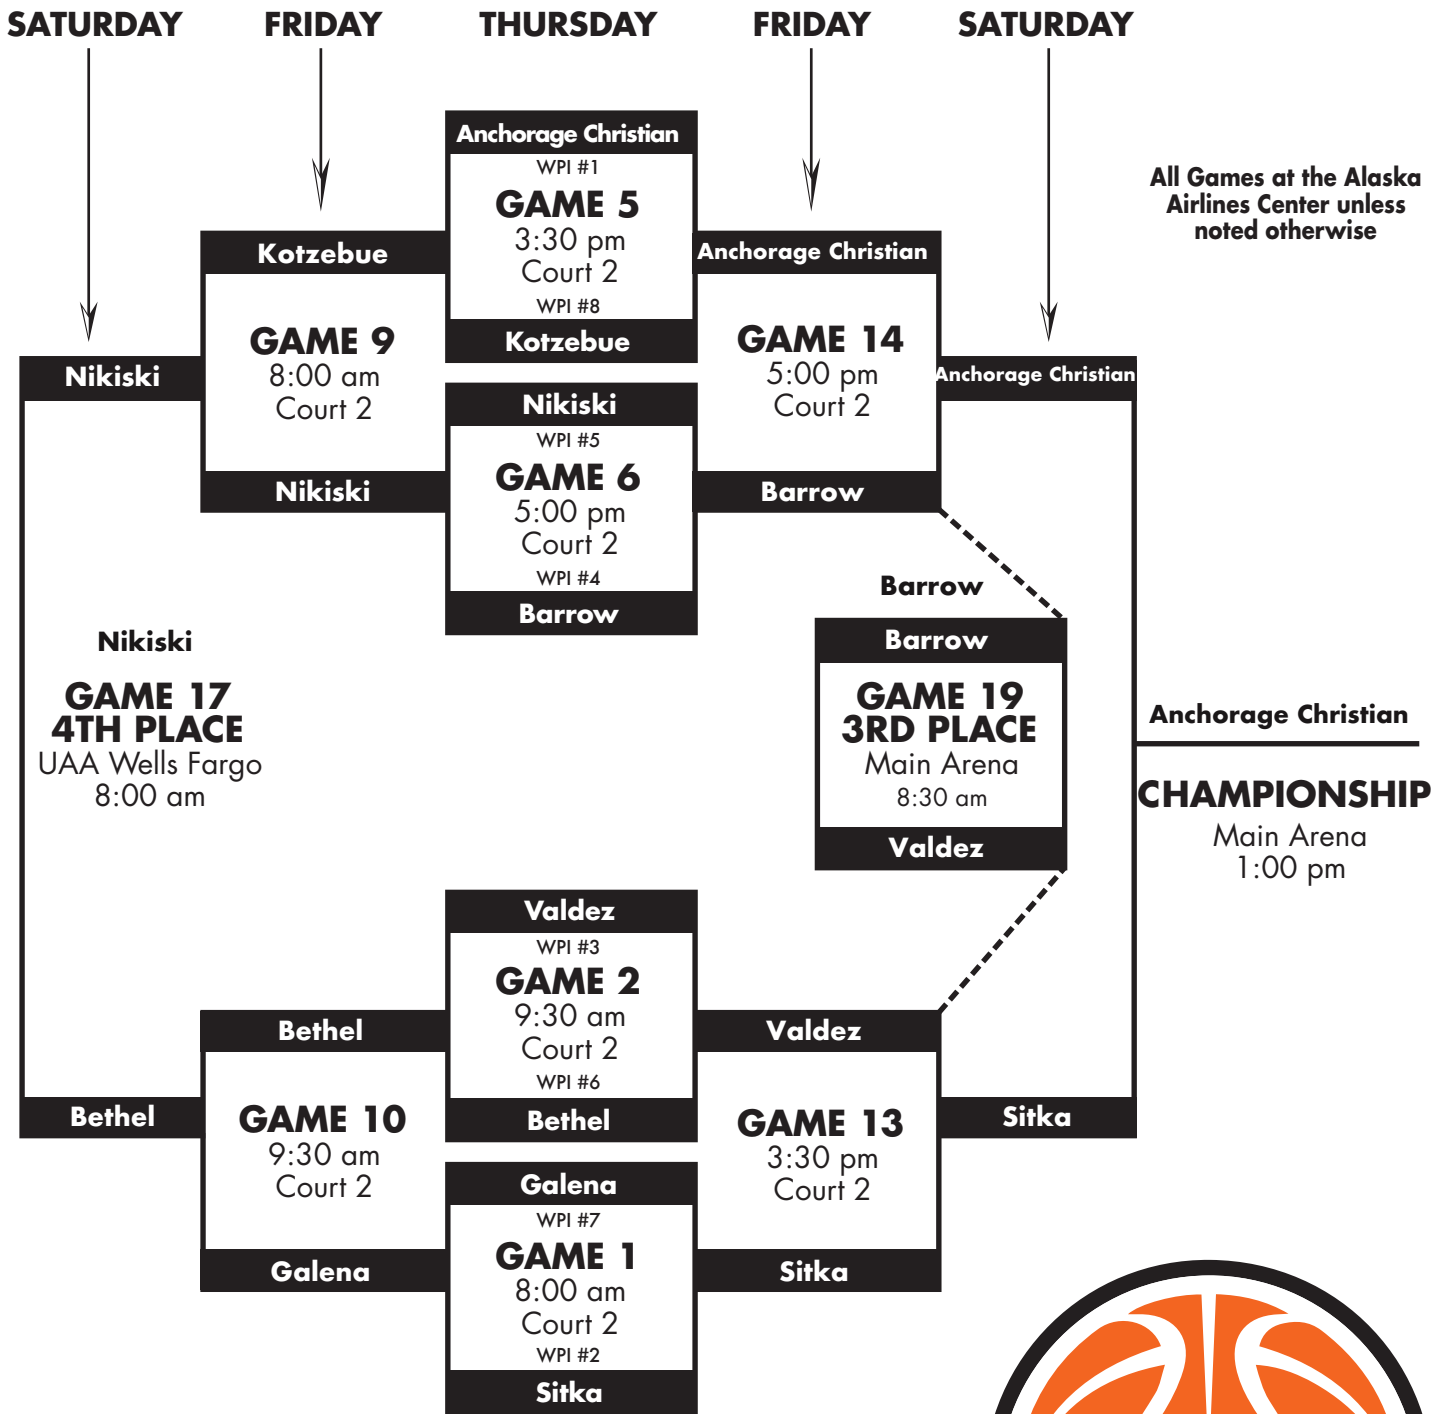 SATURDAY FRIDAY THURSDAY FRIDAY SATURDAY
Anchorage Christian
WPI #1
GAME 5
3:30 pm
Court 2
WPI #8
Kotzebue
All Games at the Alaska
Airlines Center unless
noted otherwise
Kotzebue
GAME 9
8:00 am
Court 2
Nikiski
Anchorage Christian
GAME 14
5:00 pm
Court 2
Barrow
Nikiski
Anchorage Christian
Nikiski
WPI #5
GAME 6
5:00 pm
Court 2
WPI #4
Barrow
Nikiski
GAME 17
4TH PLACE
UAA Wells Fargo
8:00 am
Barrow
Barrow
GAME 19
3RD PLACE
Main Arena
8:30 am
Valdez
Anchorage Christian
CHAMPIONSHIP
Main Arena
1:00 pm
Valdez
WPI #3
GAME 2
9:30 am
Court 2
WPI #6
Bethel
Bethel
GAME 10
9:30 am
Court 2
Galena
Valdez
GAME 13
3:30 pm
Court 2
Sitka
Bethel
Sitka
Galena
WPI #7
GAME 1
8:00 am
Court 2
WPI #2
Sitka